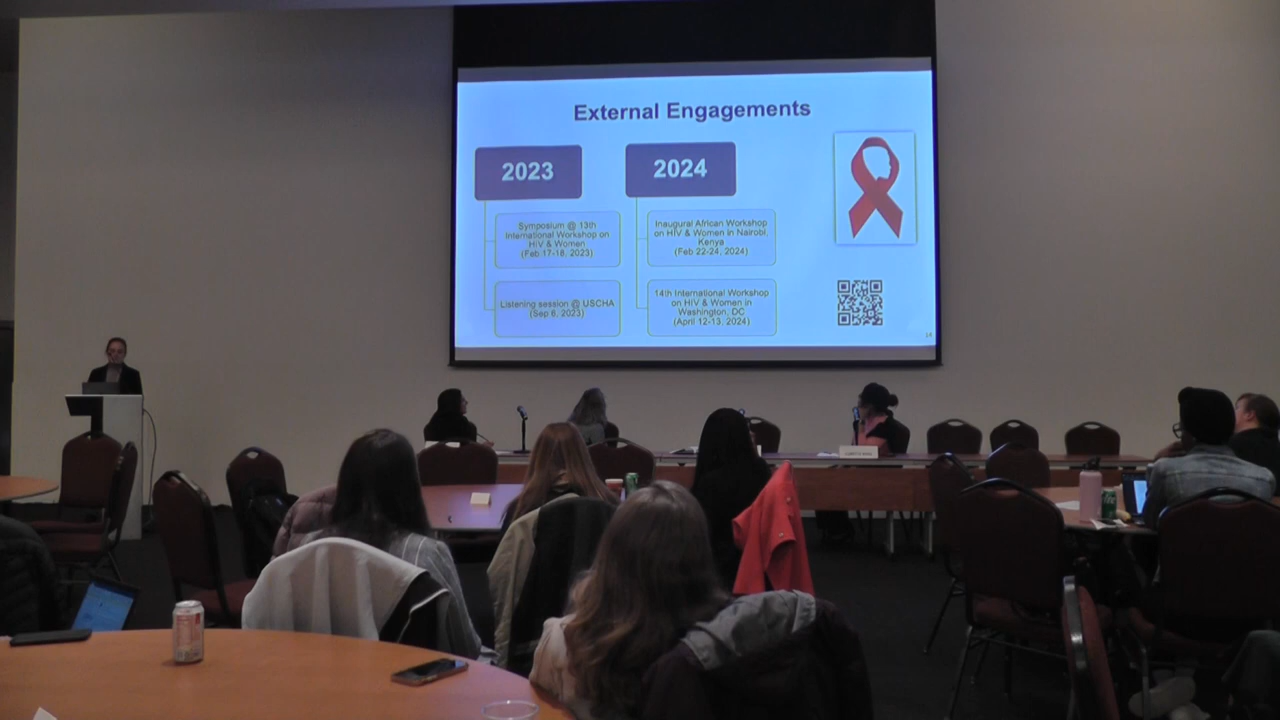 External Engagements
2023
2024
Symposium @ 13th
International Workshop on
HIV & Women
(Feb 17-18, 2023)
Listening session @ USCHA
(Sep 6, 2023)
Inaugural African Workshop
on HIV & Women in Nairobi,
Kenya
(Feb 22-24, 2024)
14th International Workshop
on HIV & Women in
Washington, DC
(April 12-13, 2024)